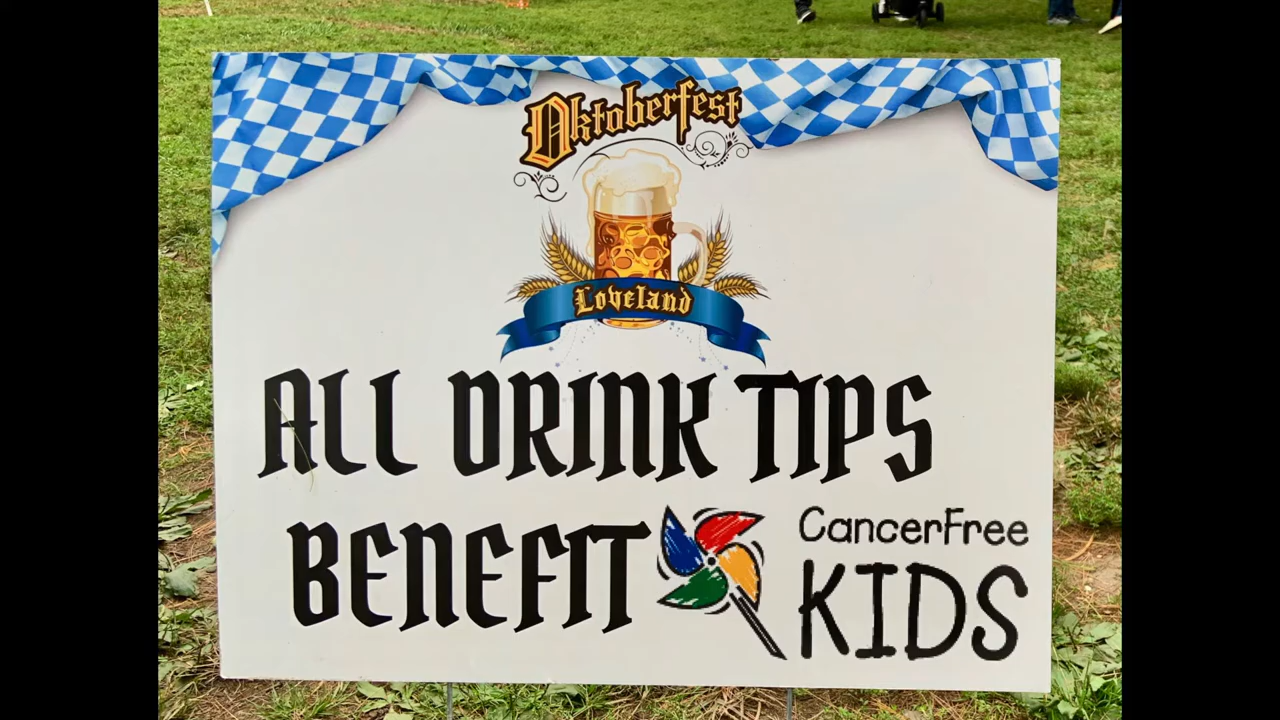 Oktoberfest
Loveland
ALL DRINK TIPS
BENEFIT
CancerFree
KIDS